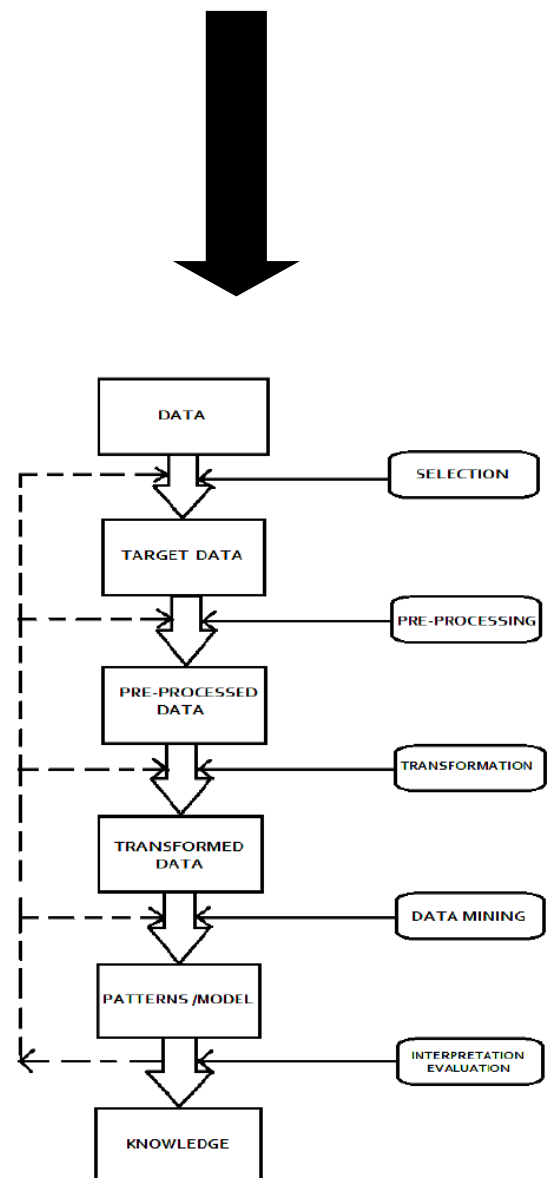 DATA
SELECTION
TARGET DATA
PRE-PROCESSING
PRE-PROCESSED
DATA
TRANSFORMATION
TRANSFORMED
DATA
DATA MINING
PATTERNS /MODEL
INTERPRETATION
EVALUATION
KNOWLEDGE